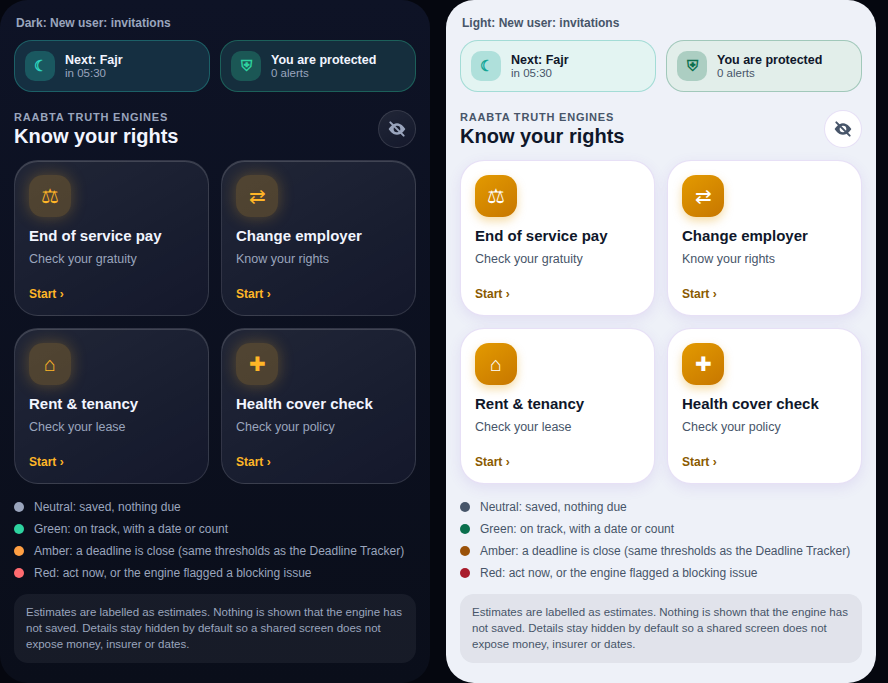 Dark: New user: invitations
Next: Fajr
in 05:30
You are protected
0 alerts
RAABTA TRUTH ENGINES
Know your rights
End of service pay
Check your gratuity
Start ›
Change employer
Know your rights
Start ›
Rent & tenancy
Check your lease
Start ›
Health cover check
Check your policy
Start ›
Neutral: saved, nothing due
Green: on track, with a date or count
Amber: a deadline is close (same thresholds as the Deadline Tracker)
Red: act now, or the engine flagged a blocking issue
Estimates are labelled as estimates. Nothing is shown that the engine has
not saved. Details stay hidden by default so a shared screen does not
expose money, insurer or dates.
Light: New user: invitations
Next: Fajr
in 05:30
You are protected
0 alerts
RAABTA TRUTH ENGINES
Know your rights
End of service pay
Check your gratuity
Start ›
Change employer
Know your rights
Start ›
Rent & tenancy
Check your lease
Start ›
Health cover check
Check your policy
Start ›
Neutral: saved, nothing due
Green: on track, with a date or count
Amber: a deadline is close (same thresholds as the Deadline Tracker)
Red: act now, or the engine flagged a blocking issue
Estimates are labelled as estimates. Nothing is shown that the engine has
not saved. Details stay hidden by default so a shared screen does not
expose money, insurer or dates.